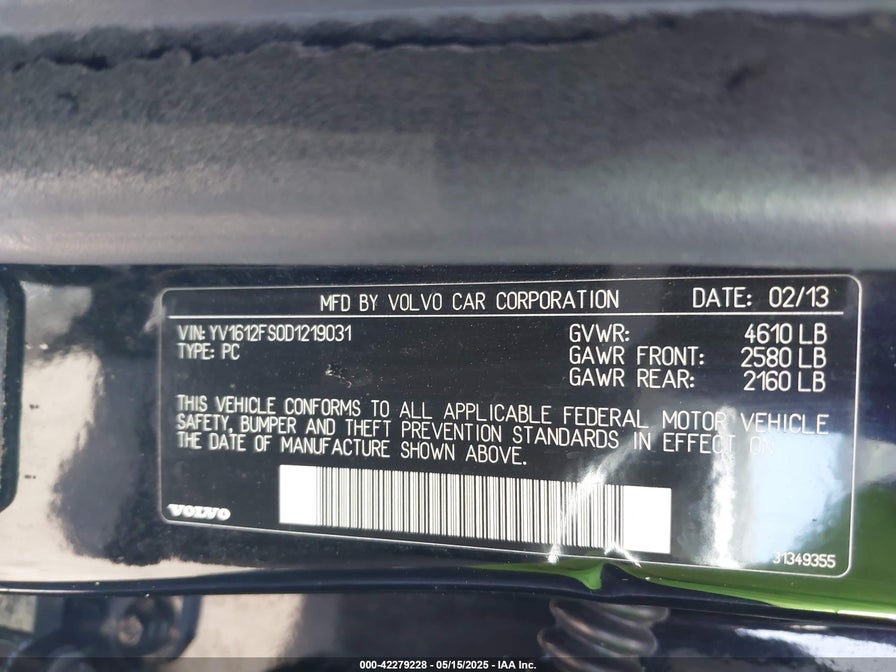 MFD BY VOLVO CAR CORPORATION DATE: 02/13
VIN: YV1612FS0D1219031 GVWR: 4610 LB
TYPE: PC GAWR FRONT: 2580 LB
GAWR REAR: 2160 LB
THIS VEHICLE CONFORMS TO ALL APPLICABLE FEDERAL MOTOR VEHICLE
SAFETY, BUMPER AND THEFT PREVENTION STANDARDS IN EFFECT ON
THE DATE OF MANUFACTURE SHOWN ABOVE.
VOLVO
31349355
000-42279228 - 05/15/2025 - IAA Inc.